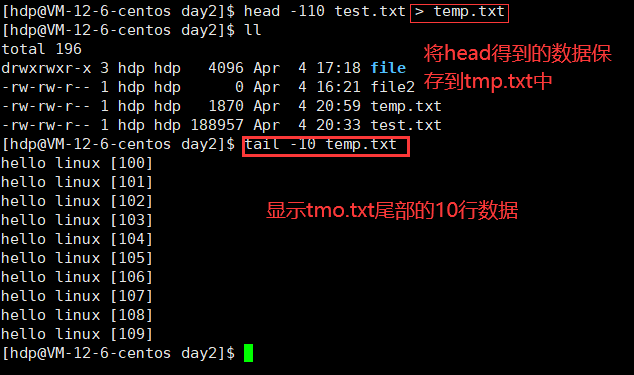 [hdp@VM-12-6-centos day2]$ head -110 test.txt > temp.txt
[hdp@VM-12-6-centos day2]$ ll
total 196
drwxrwxr-x 3 hdp hdp   4096 Apr  4 17:18 file
-rw-rw-r-- 1 hdp hdp      0 Apr  4 16:21 file2
-rw-rw-r-- 1 hdp hdp   1870 Apr  4 20:59 temp.txt
-rw-rw-r-- 1 hdp hdp 188957 Apr  4 20:33 test.txt
将head得到的数据保
存到tmp.txt中
[hdp@VM-12-6-centos day2]$ tail -10 temp.txt
hello linux [100]
hello linux [101]
hello linux [102]
hello linux [103]
hello linux [104]
hello linux [105]
hello linux [106]
hello linux [107]
hello linux [108]
hello linux [109]
显示tmo.txt尾部的10行数据
[hdp@VM-12-6-centos day2]$